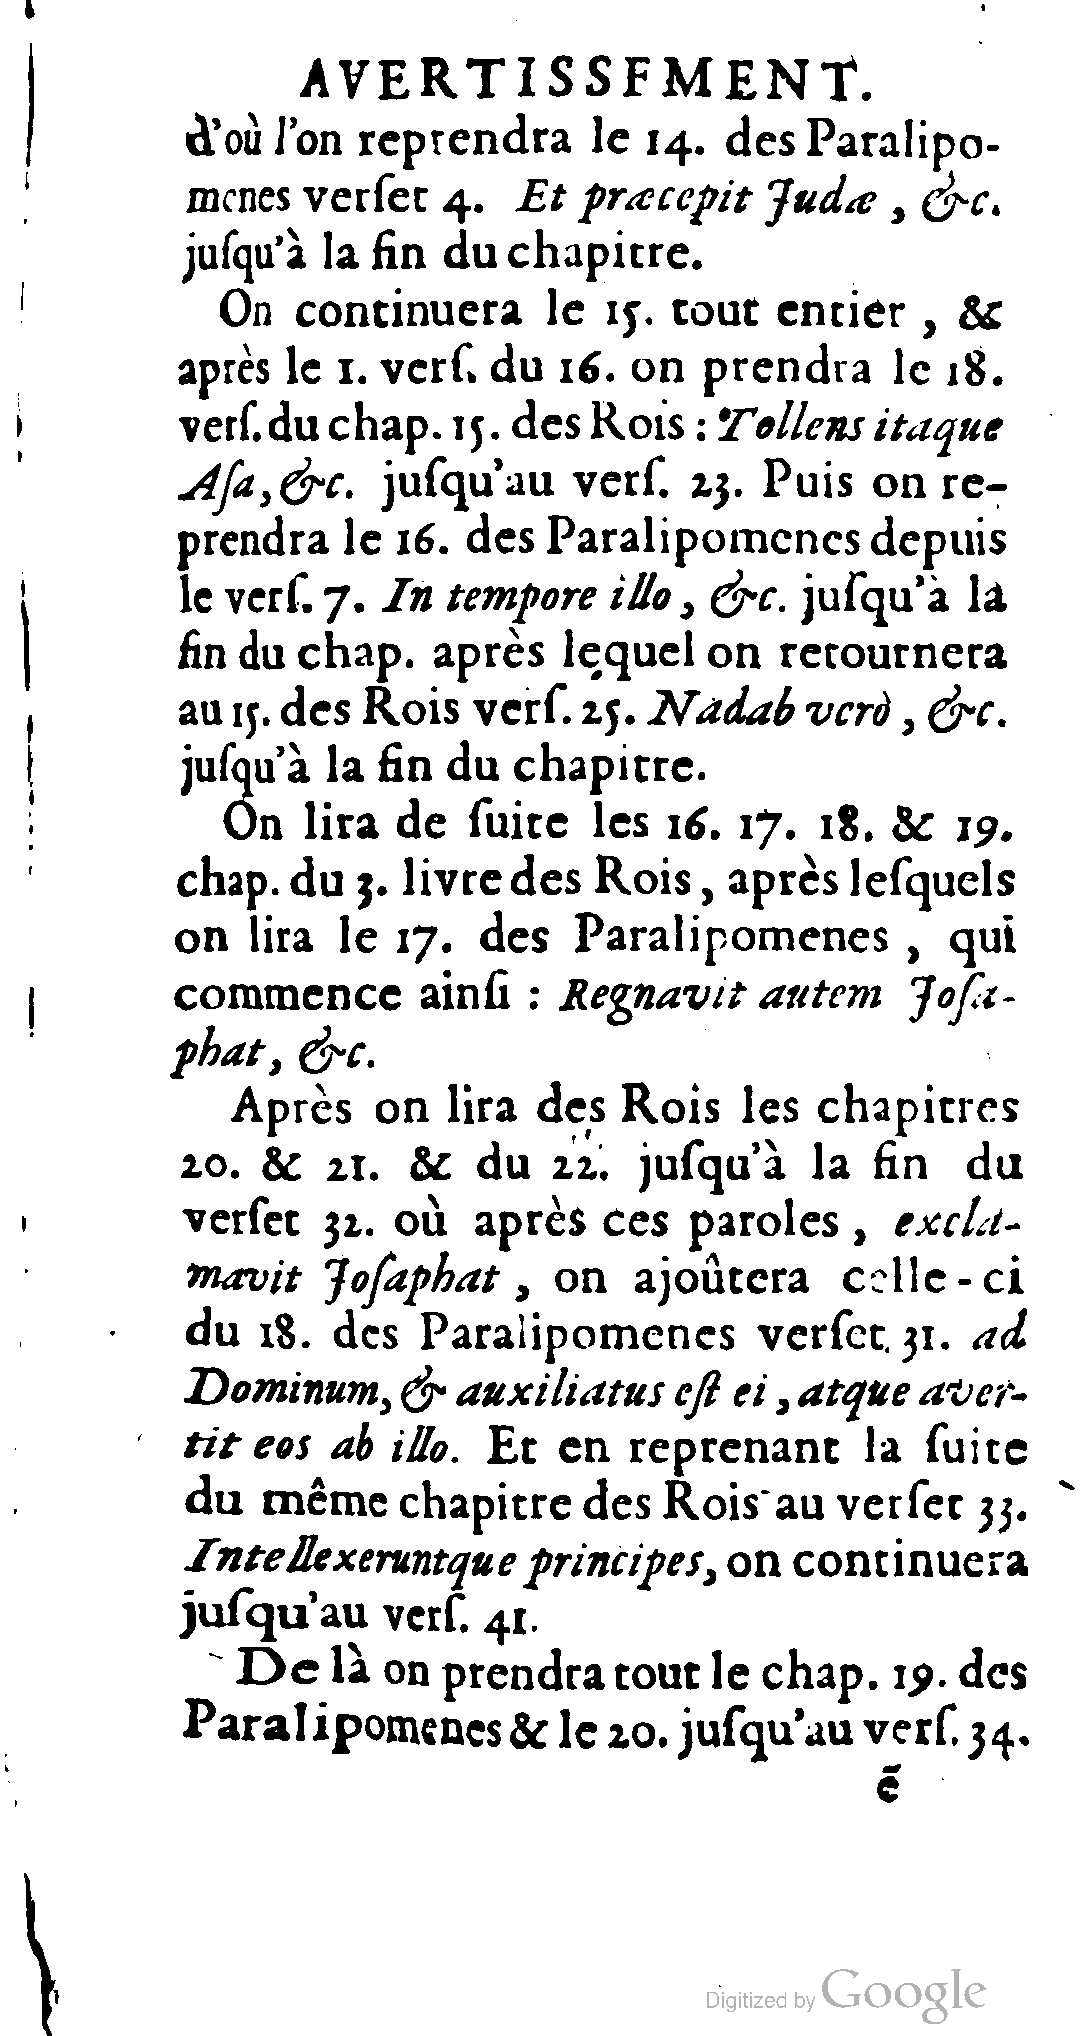 AVERTISSFMENT.
d'où l'on reprendra le 14. des Paralipo-
menes verſet 4. Et præcepit Judæ, &c.
juſqu'à la fin du chapitre.
On continuera le 15. tout entier, &
après le 1. verſ. du 16. on prendra le 18.
verſ. du chap. 15. des Rois : Tollens itaque
Aſa, &c. juſqu'au verſ. 23. Puis on re-
prendra le 16. des Paralipomenes depuis
le verſ. 7. In tempore illo, &c. juſqu'à la
fin du chap. après lequel on retournera
au 15. des Rois verſ. 25. Nadab verò, &c.
juſqu'à la fin du chapitre.
On lira de ſuite les 16. 17. 18. & 19.
chap. du 3. livre des Rois, après leſquels
on lira le 17. des Paralipomenes, qui
commence ainſi : Regnavit autem Joſa-
phat, &c.
Après on lira des Rois les chapitres
20. & 21. & du 22. juſqu'à la fin du
verſet 32. où après ces paroles, excla-
mavit Joſaphat, on ajoûtera celle-ci
du 18. des Paralipomenes verſet 31. ad
Dominum, & auxiliatus eſt ei, atque aver-
tit eos ab illo. Et en reprenant la ſuite
du même chapitre des Rois au verſet 33.
Intellexeruntque principes, on continuera
juſqu'au verſ. 41.
De là on prendra tout le chap. 19. des
Paralipomenes & le 20. juſqu'au verſ. 34.
ē
Digitized by Google